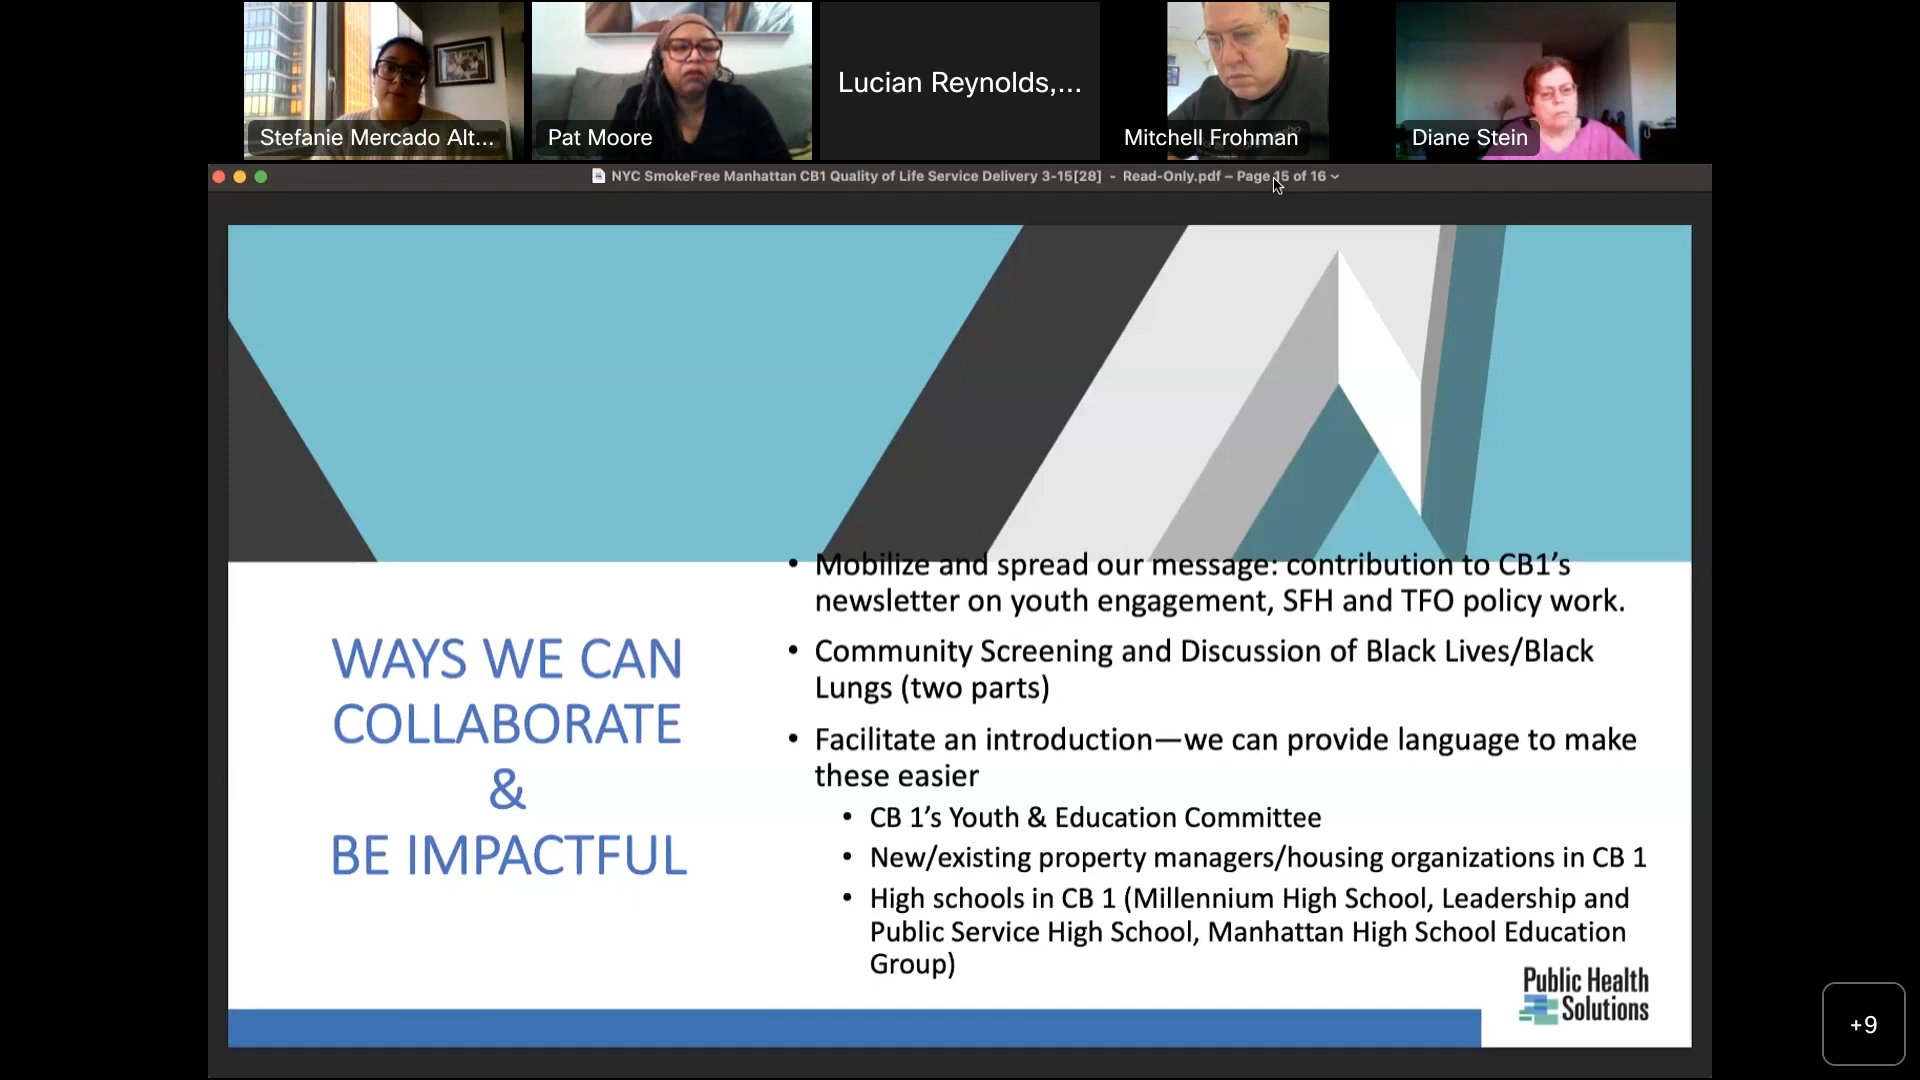 Stefanie Mercado Alt...
Pat Moore
Lucian Reynolds,...
Mitchell Frohman
Diane Stein
NYC SmokeFree Manhattan CB1 Quality of Life Service Delivery 3-15[28] - Read-Only.pdf – Page 15 of 16
• Mobilize and spread our message: contribution to CB1’s
newsletter on youth engagement, SFH and TFO policy work.
WAYS WE CAN
COLLABORATE
&
BE IMPACTFUL
• Community Screening and Discussion of Black Lives/Black
Lungs (two parts)
• Facilitate an introduction—we can provide language to make
these easier
• CB 1’s Youth & Education Committee
• New/existing property managers/housing organizations in CB 1
• High schools in CB 1 (Millennium High School, Leadership and
Public Service High School, Manhattan High School Education
Group)
Public Health
Solutions
+9